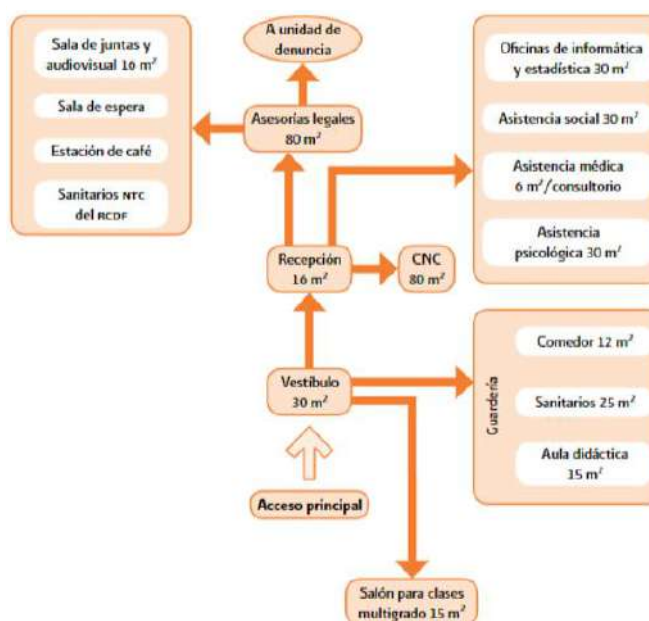 Sala de juntas y
audiovisual 16 m²
Sala de espera
Estación de café
Sanitarios NTC
del RCDF
A unidad de
denuncia
Asesorías legales
80 m²
Oficinas de informática
y estadística 30 m²
Asistencia social 30 m²
Asistencia médica
6 m²/consultorio
Asistencia
psicológica 30 m²
Recepción
16 m²
CNC
80 m²
Vestíbulo
30 m²
Guardería
Comedor 12 m²
Sanitarios 25 m²
Aula didáctica
15 m²
Acceso principal
Salón para clases
multigrado 15 m²